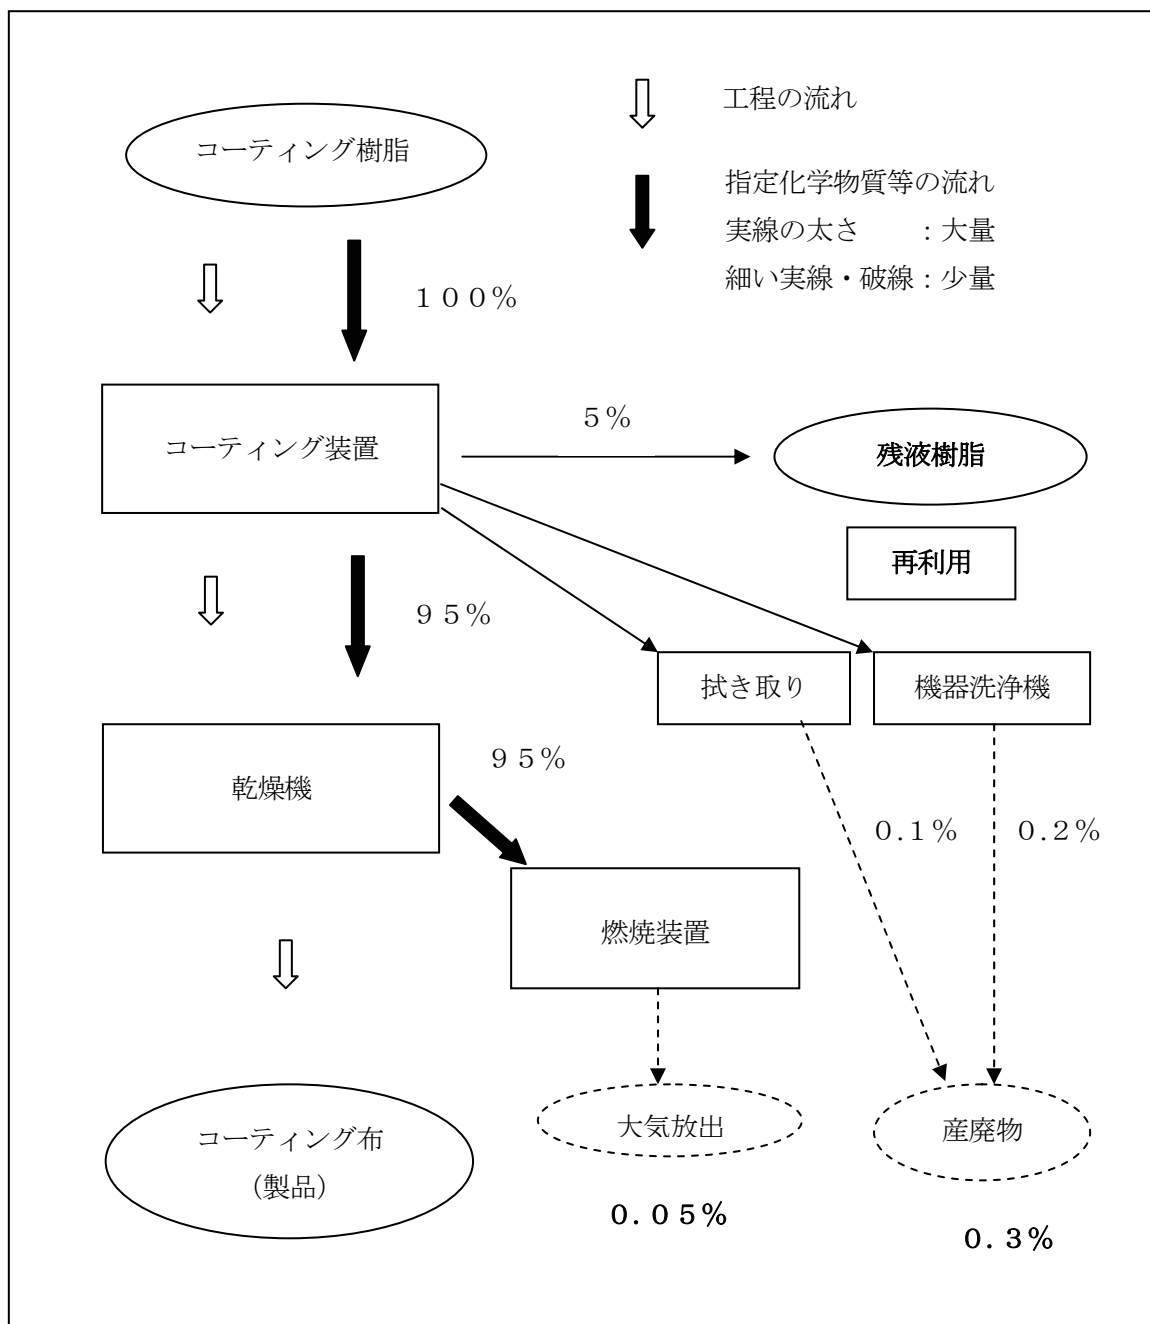 工程の流れ
コーティング樹脂
指定化学物質等の流れ
実線の太さ　　：大量
細い実線・破線：少量
１００％
コーティング装置
５％
残液樹脂
再利用
９５％
拭き取り
機器洗浄機
乾燥機
９５％
０.１％
０.２％
燃焼装置
コーティング布
（製品）
大気放出
産廃物
０.０５％
０.３％